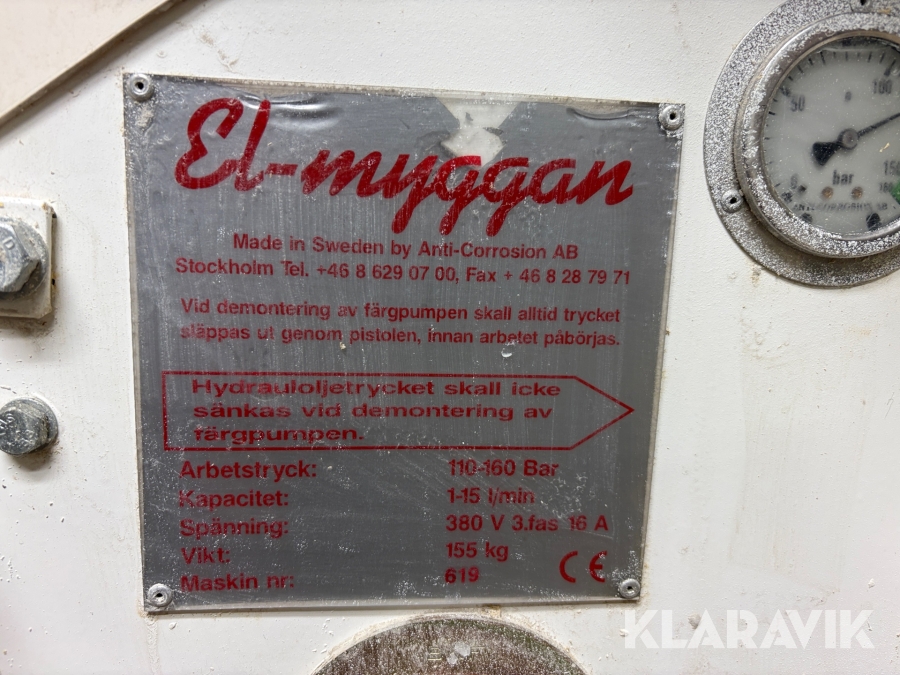 El-myggan
Made in Sweden by Anti-Corrosion AB
Stockholm Tel. +46 8 629 07 00, Fax + 46 8 28 79 71
Vid demontering av färgpumpen skall alltid trycket
släppas ut genom pistolen, innan arbetet påbörjas.
Hydrauloljetrycket skall icke
sänkas vid demontering av
färgpumpen.
Arbetstryck: 110-160 Bar
Kapacitet: 1-15 l/min
Spänning: 380 V 3.fas 16 A
Vikt: 155 kg
Maskin nr: 619
CE
0 50 100 150
bar
KLARAVIK